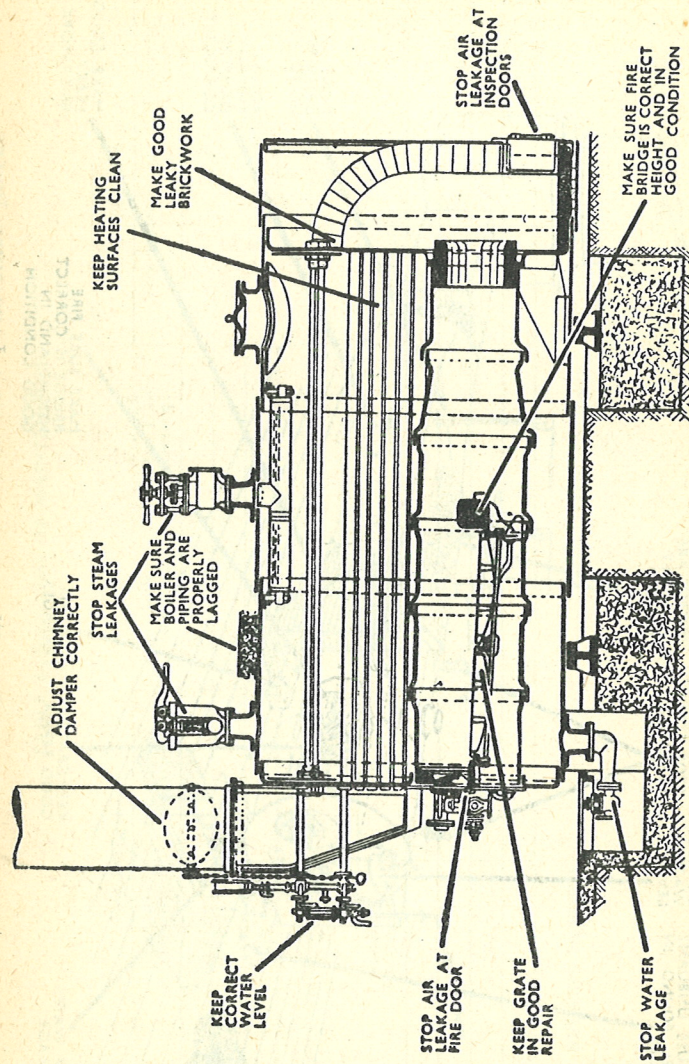 ADJUST CHIMNEY
DAMPER CORRECTLY
STOP STEAM
LEAKAGES
MAKE SURE
BOILER AND
PIPING ARE
PROPERLY
LAGGED
KEEP HEATING
SURFACES CLEAN
MAKE GOOD
LEAKY
BRICKWORK
STOP AIR
LEAKAGE AT
INSPECTION
DOORS
MAKE SURE FIRE
BRIDGE IS CORRECT
HEIGHT AND IN
GOOD CONDITION
KEEP
CORRECT
WATER
LEVEL
STOP AIR
LEAKAGE AT
FIRE DOOR
KEEP GRATE
IN GOOD
REPAIR
STOP WATER
LEAKAGE